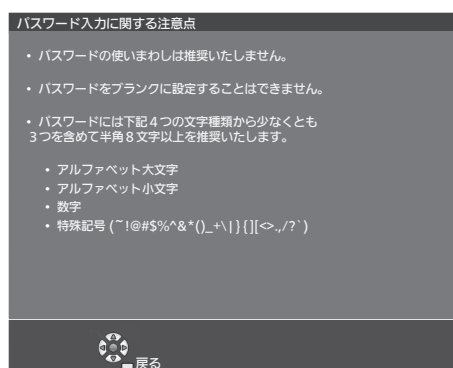 パスワード入力に関する注意点
• パスワードの使いまわしは推奨いたしません。
• パスワードをブランクに設定することはできません。
• パスワードには下記4つの文字種類から少なくとも
3つを含めて半角8文字以上を推奨いたします。
• アルファベット大文字
• アルファベット小文字
• 数字
• 特殊記号 (~!@#$%^&*()_+\|}{][<>.,/?`)
戻る